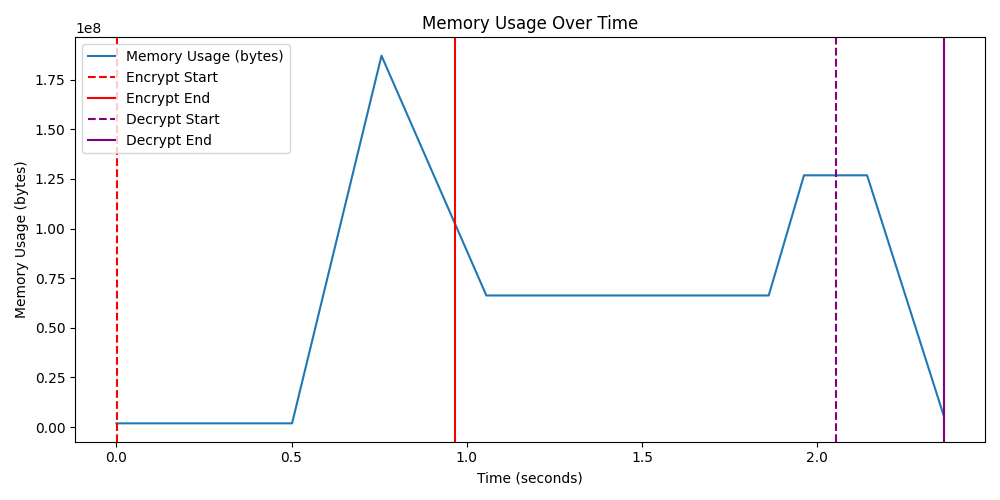 Memory Usage Over Time
1e8
Memory Usage (bytes)
Encrypt Start
Encrypt End
Decrypt Start
Decrypt End
1.75
1.50
1.25
1.00
0.75
0.50
0.25
0.00
Memory Usage (bytes)
0.0 0.5 1.0 1.5 2.0
Time (seconds)